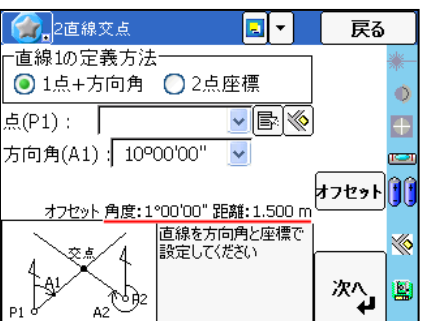 2直線交点
戻る
直線1の定義方法
1点+方向角 2点座標
点(P1):
方向角(A1): 10°00'00"
オフセット
オフセット 角度:1°00'00" 距離:1.500 m
交点
A1
P1
A2
P2
直線を方向角と座標で
設定してください
次へ